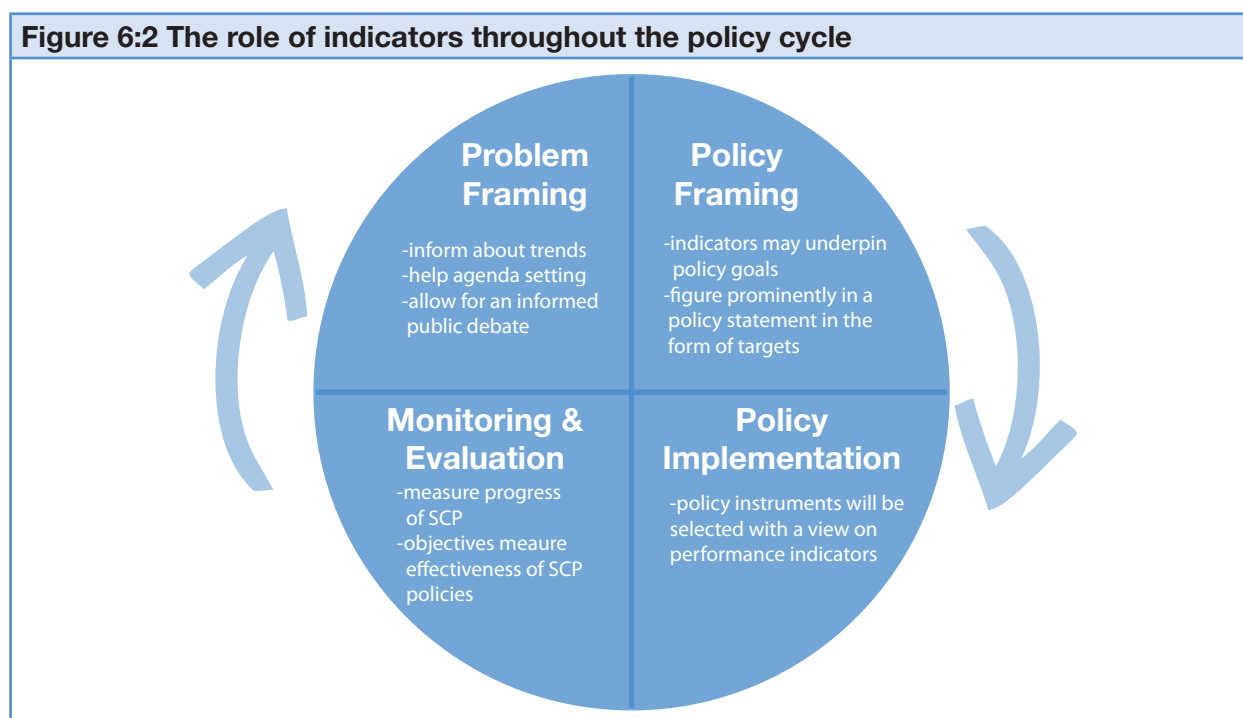 Figure 6:2 The role of indicators throughout the policy cycle
Problem
Framing
-inform about trends
-help agenda setting
-allow for an informed
public debate
Policy
Framing
-indicators may underpin
policy goals
-figure prominently in a
policy statement in the
form of targets
Monitoring &
Evaluation
-measure progress
of SCP
-objectives meaure
effectiveness of SCP
policies
Policy
Implementation
-policy instruments will be
selected with a view on
performance indicators